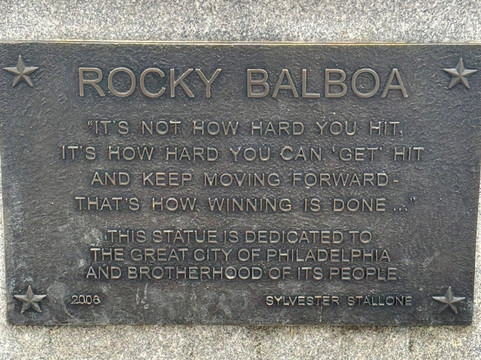 ROCKY BALBOA
"IT'S NOT HOW HARD YOU HIT,
IT'S HOW HARD YOU CAN 'GET' HIT
AND KEEP MOVING FORWARD-
THAT'S HOW WINNING IS DONE..."
THIS STATUE IS DEDICATED TO
THE GREAT CITY OF PHILADELPHIA
AND BROTHERHOOD OF ITS PEOPLE.
2006 SYLVESTER STALLONE